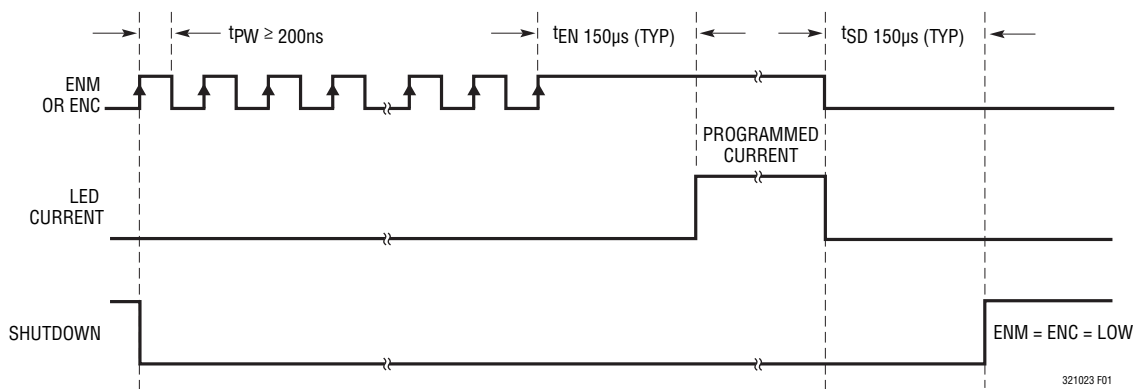 tPW ≥ 200ns
tEN 150µs (TYP)
tSD 150µs (TYP)
ENM
OR ENC
PROGRAMMED
CURRENT
LED
CURRENT
SHUTDOWN
ENM = ENC = LOW
321023 F01